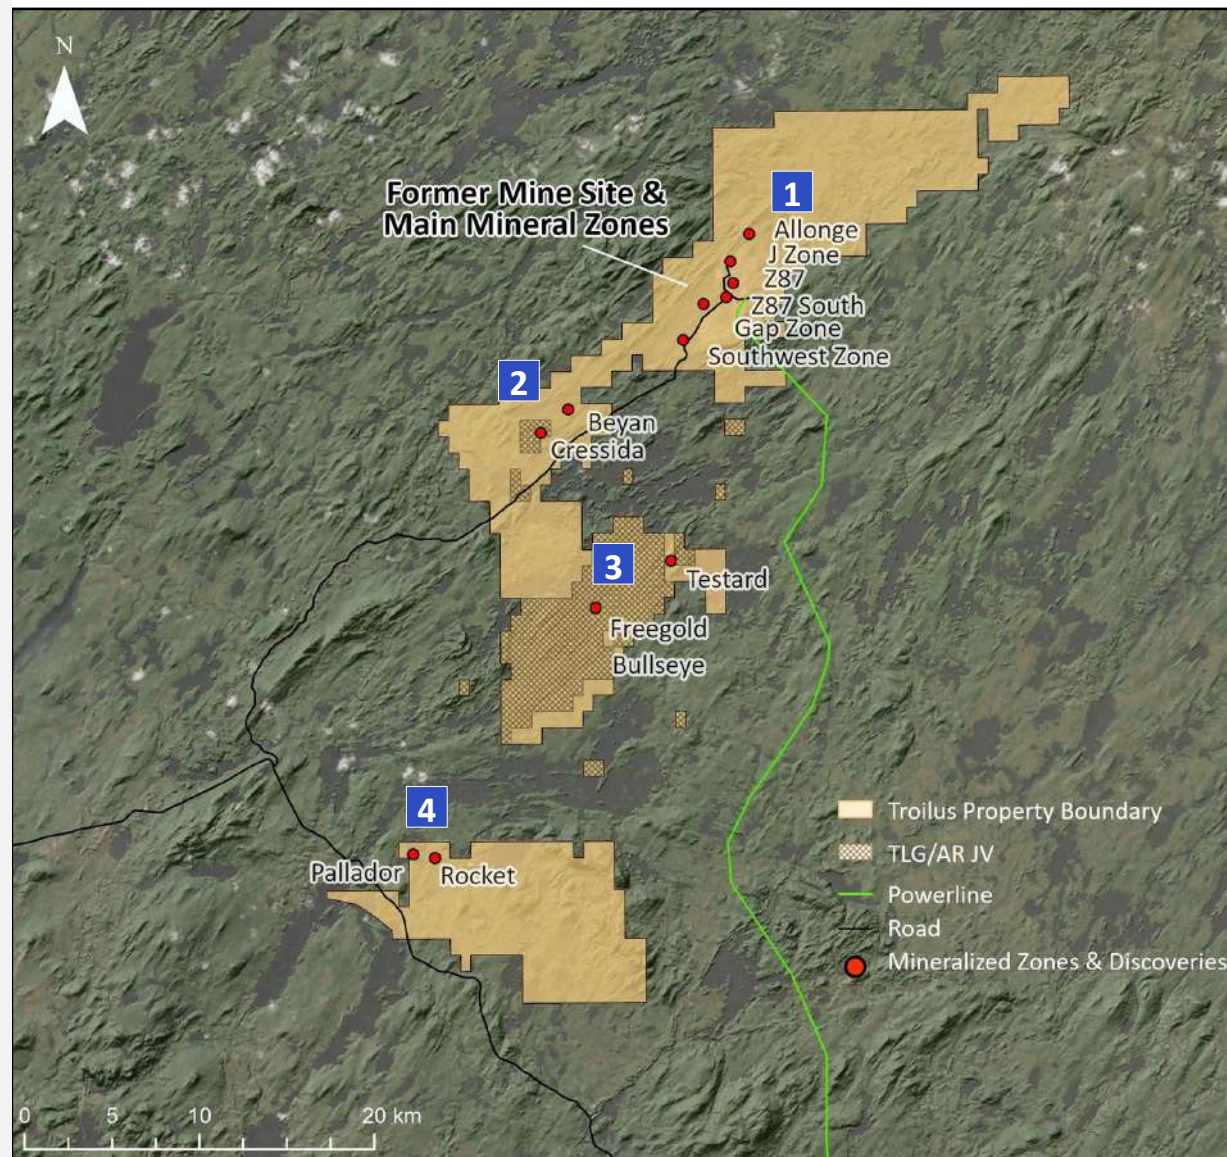 N
1
Former Mine Site &
Main Mineral Zones
Allonge
J Zone
Z87
Z87 South
Gap Zone
Southwest Zone
2
Beyan
Cressida
3
Testard
Freegold
Bullseye
4
Pallador
Rocket
Troilus Property Boundary
TLG/AR JV
Powerline
Road
Mineralized Zones & Discoveries
0 5 10 20 km